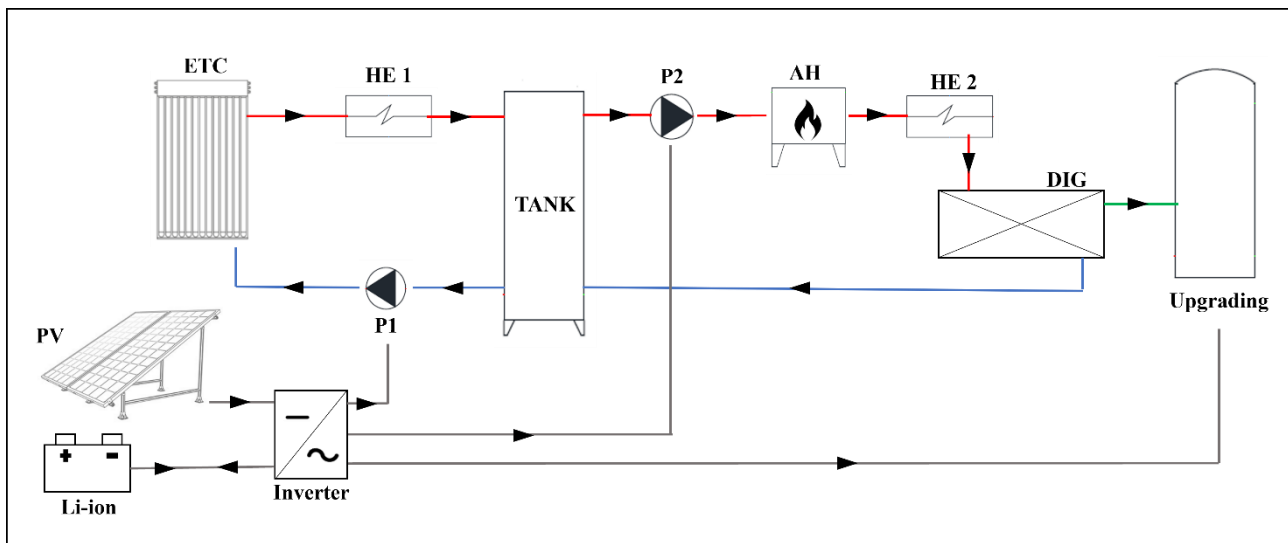 ETC
HE 1
P2
AH
HE 2
TANK
DIG
P1
Upgrading
PV
Li-ion
Inverter